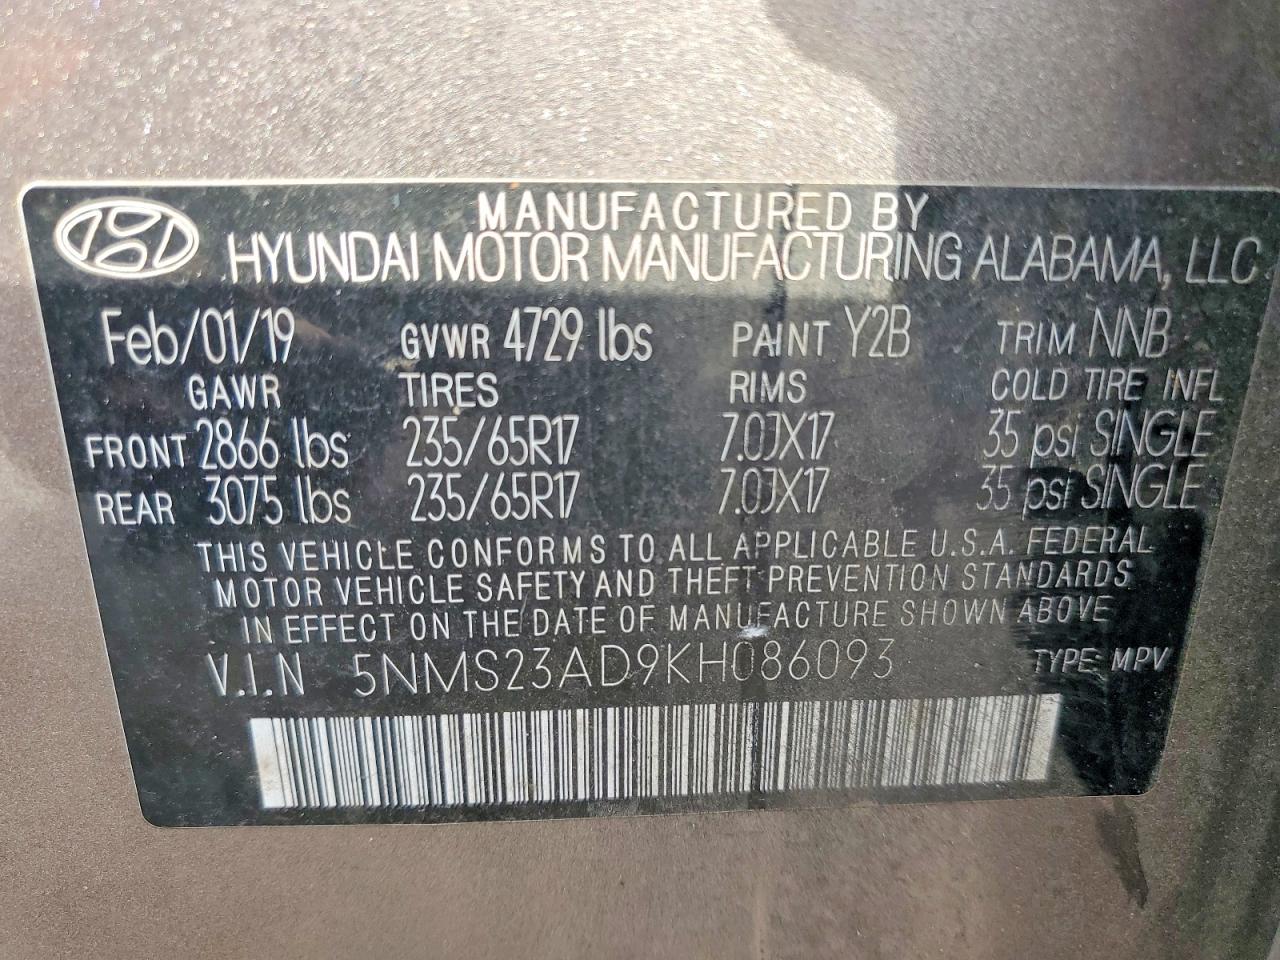 MANUFACTURED BY
HYUNDAI MOTOR MANUFACTURING ALABAMA, LLC
Feb/01/19 GVWR 4729 lbs PAINT Y2B TRIM NNB
GAWR TIRES RIMS COLD TIRE INFL
FRONT 2866 lbs 235/65R17 7.0JX17 35 psi SINGLE
REAR 3075 lbs 235/65R17 7.0JX17 35 psi SINGLE
THIS VEHICLE CONFORMS TO ALL APPLICABLE U.S.A. FEDERAL
MOTOR VEHICLE SAFETY AND THEFT PREVENTION STANDARDS
IN EFFECT ON THE DATE OF MANUFACTURE SHOWN ABOVE
V.I.N 5NMS23AD9KH086093 TYPE: MPV